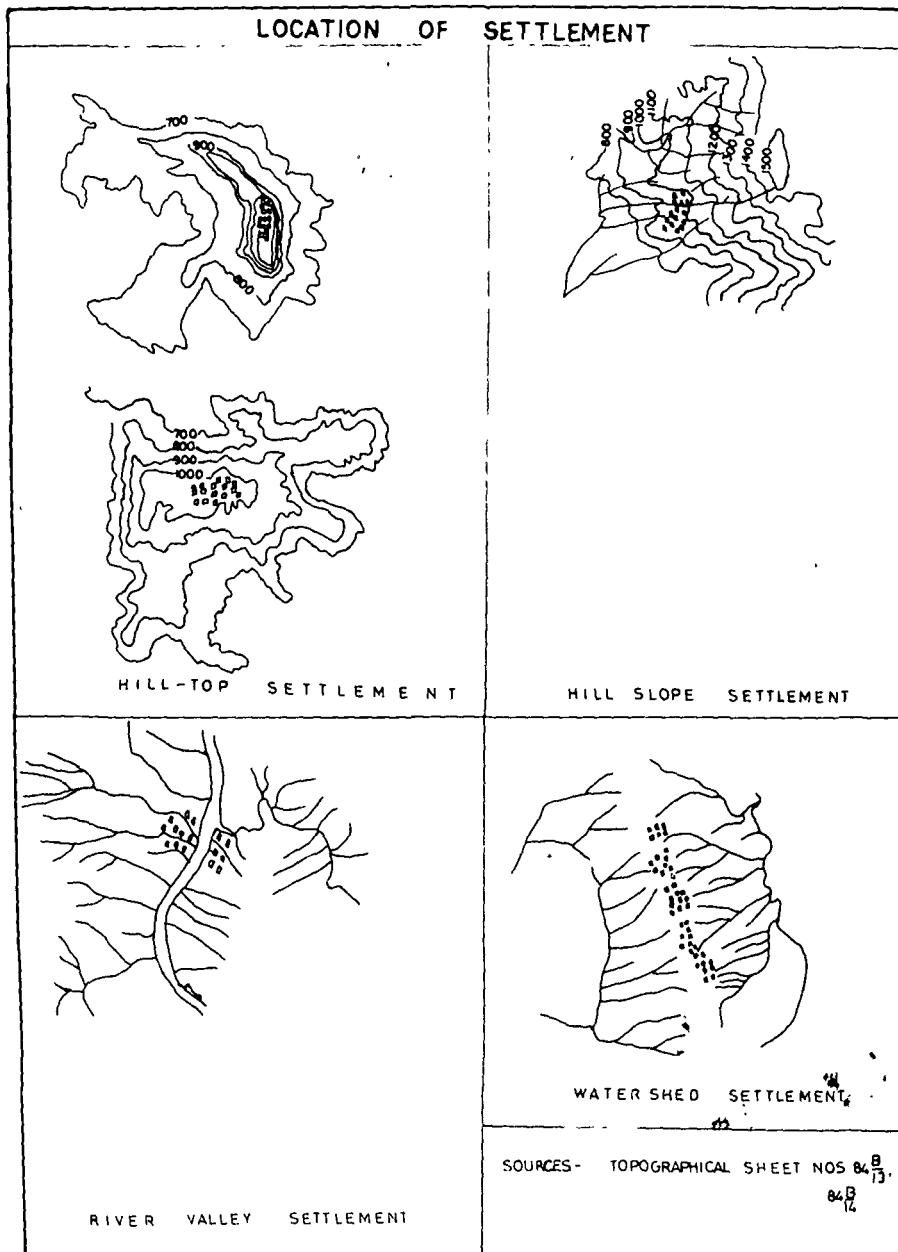 LOCATION OF SETTLEMENT
700
900
800
700
800
900
1000
HILL-TOP SETTLEMENT
800
900
1000
1100
1200
1300
1400
1500
HILL SLOPE SETTLEMENT
RIVER VALLEY SETTLEMENT
WATER SHED SETTLEMENT
SOURCES- TOPOGRAPHICAL SHEET NOS 84 B/13,
84 B/14